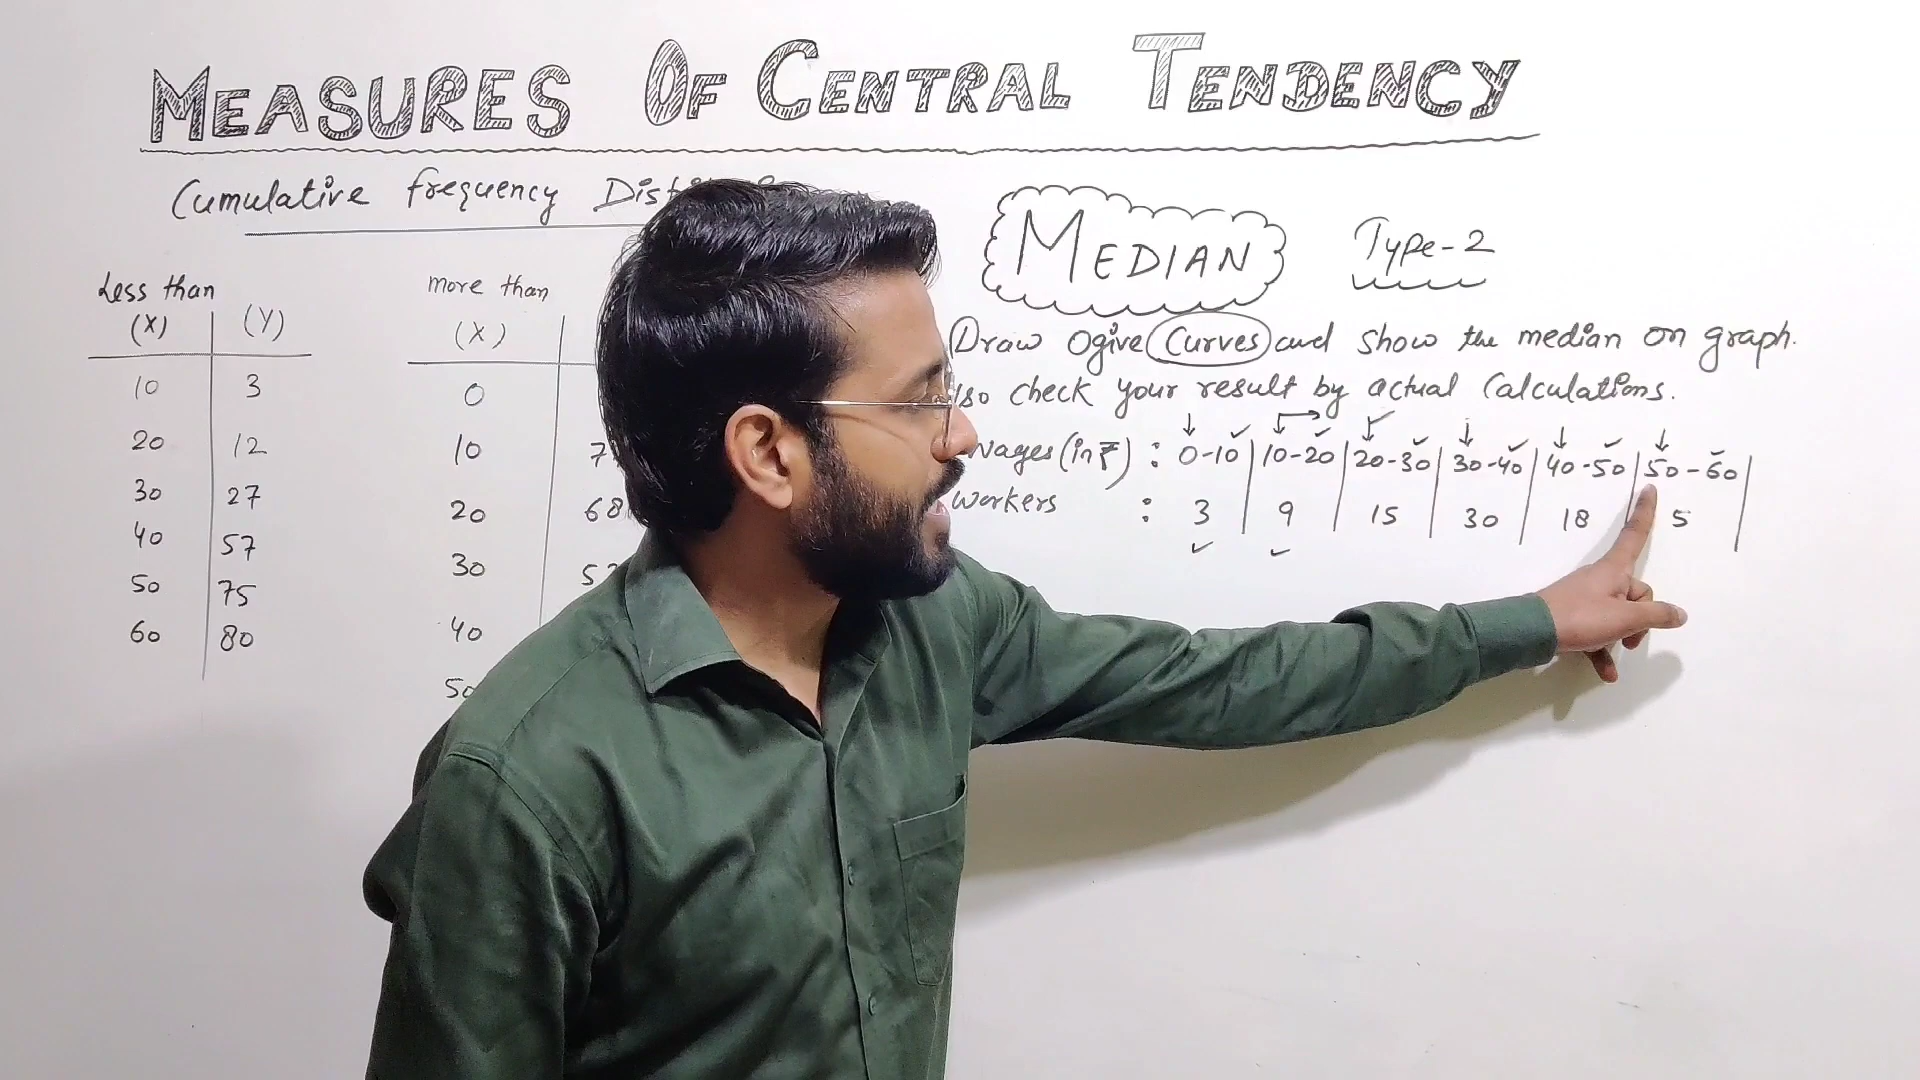 MEASURES OF CENTRAL TENDENCY
Cumulative frequency
MEDIAN
Type-2
Less than
(X) (Y)
10 3
20 12
30 27
40 57
50 75
60 80
more than
(X)
0
10 7
20 68
30
40
50
Draw Ogive Curves and show the median on graph.
check your result by actual Calculations.
wages (in ₹) : 0-10 10-20 20-30 30-40 40-50 50-60
Workers : 3 9 15 30 18 5